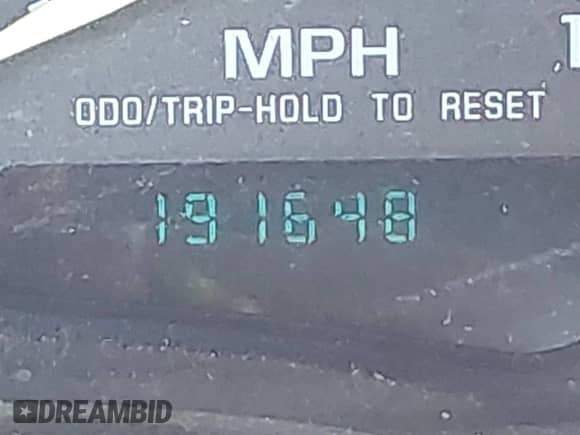 MPH
ODO/TRIP-HOLD TO RESET
191648
DREAMBID